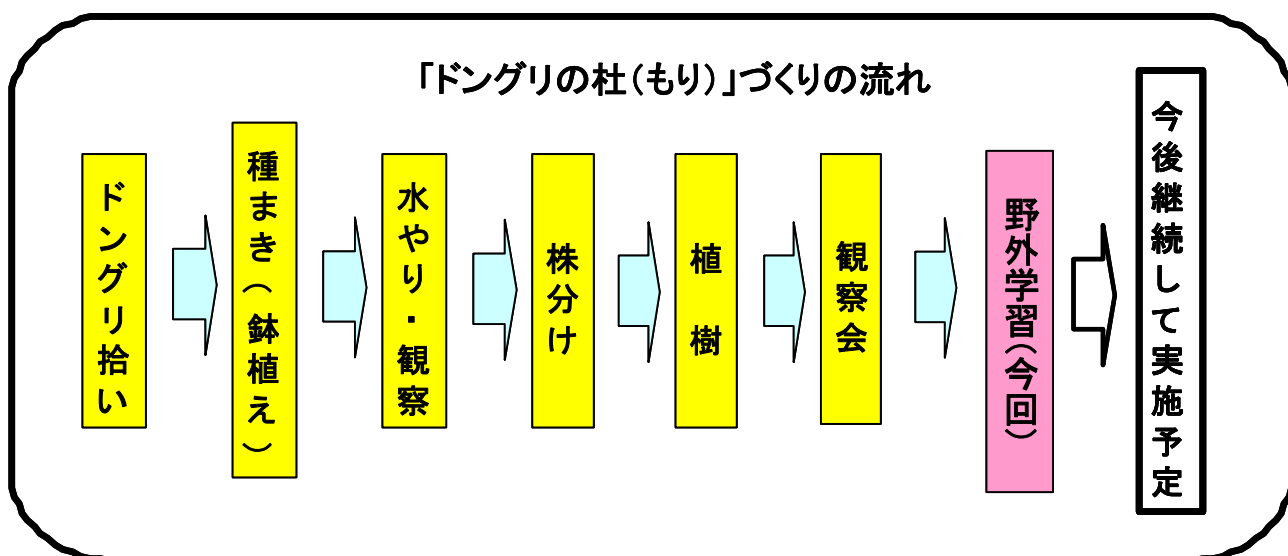 「ドングリの杜(もり)」づくりの流れ
ドングリ拾い
種まき(鉢植え)
水やり・観察
株分け
植樹
観察会
野外学習(今回)
今後継続して実施予定